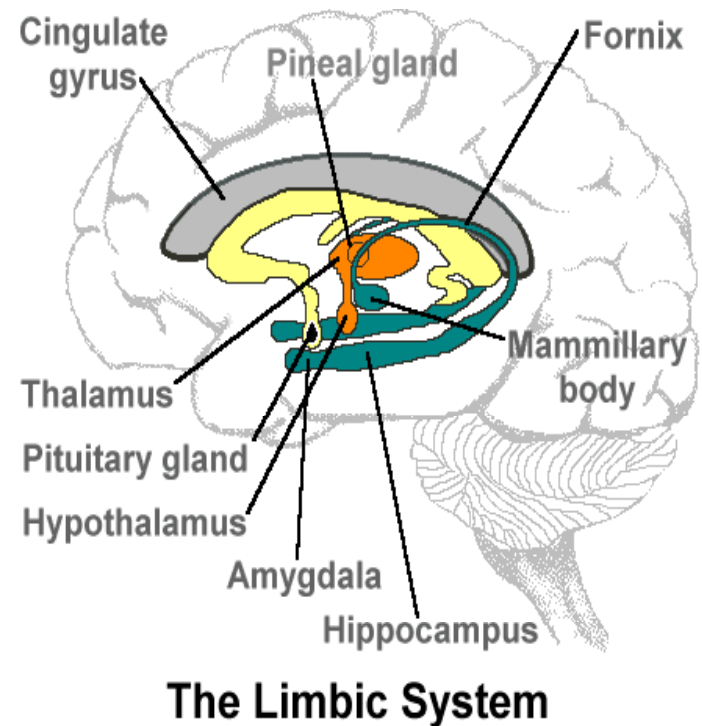 Cingulate
gyrus
Pineal gland
Fornix
Mammillary
body
Thalamus
Pituitary gland
Hypothalamus
Amygdala
Hippocampus
The Limbic System